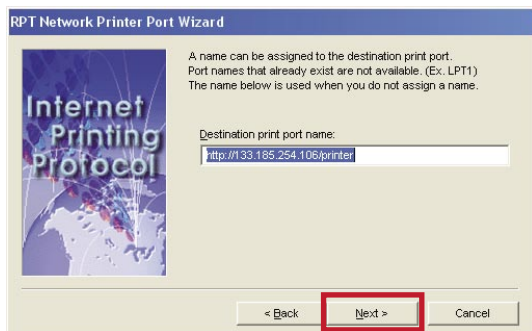 RPT Network Printer Port Wizard
A name can be assigned to the destination print port.
Port names that already exist are not available. (Ex. LPT1)
The name below is used when you do not assign a name.
Internet
Printing
Protocol
Destination print port name:
http://133.185.254.106/printer
< Back
Next >
Cancel